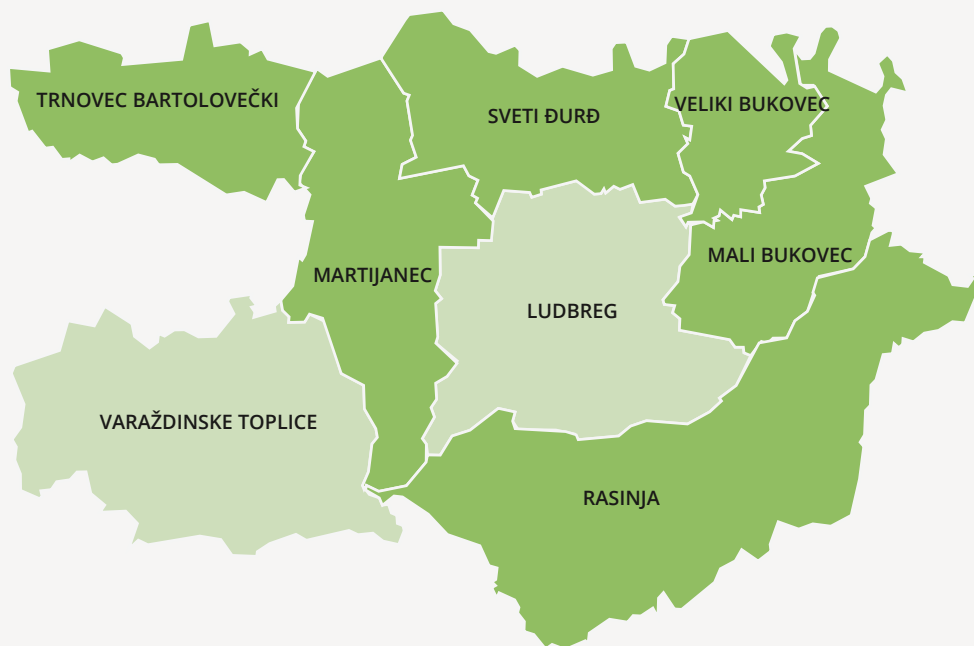 TRNOVEC BARTOLOVEČKI
SVETI ĐURĐ
VELIKI BUKOVEC
MARTIJANEC
MALI BUKOVEC
LUDBREG
VARAŽDINSKE TOPLICE
RASINJA